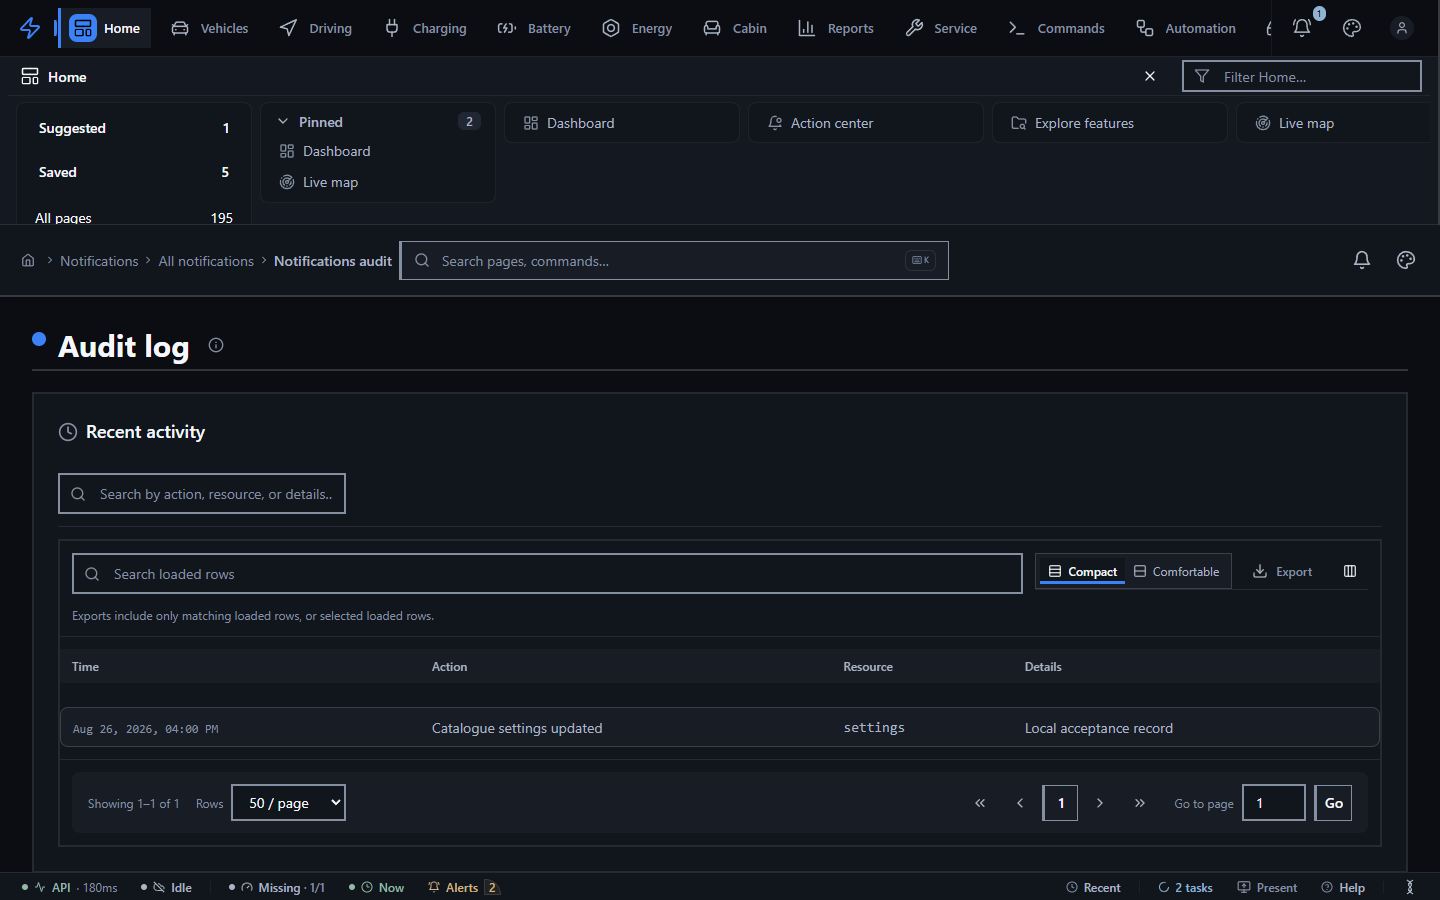 Home Vehicles Driving Charging Battery Energy Cabin Reports Service Commands Automation 1
Home Filter Home...
Suggested 1
Saved 5
All pages 195
Pinned 2
Dashboard
Live map
Dashboard
Action center
Explore features
Live map
Notifications > All notifications > Notifications audit Search pages, commands... K
Audit log
Recent activity
Search by action, resource, or details..
Search loaded rows Compact Comfortable Export
Exports include only matching loaded rows, or selected loaded rows.
Time Action Resource Details
Aug 26, 2026, 04:00 PM Catalogue settings updated settings Local acceptance record
Showing 1–1 of 1 Rows 50 / page 1 Go to page 1 Go
API · 180ms Idle Missing · 1/1 Now Alerts 2 Recent 2 tasks Present Help